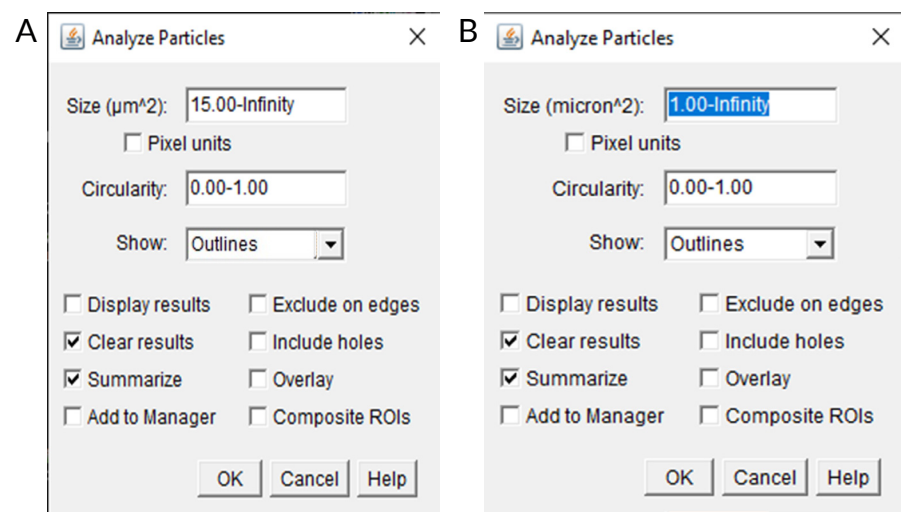 A
Analyze Particles
Size (µm^2): 15.00-Infinity
Pixel units
Circularity: 0.00-1.00
Show: Outlines
Display results Exclude on edges
Clear results Include holes
Summarize Overlay
Add to Manager Composite ROIs
OK Cancel Help
B
Analyze Particles
Size (micron^2): 1.00-Infinity
Pixel units
Circularity: 0.00-1.00
Show: Outlines
Display results Exclude on edges
Clear results Include holes
Summarize Overlay
Add to Manager Composite ROIs
OK Cancel Help